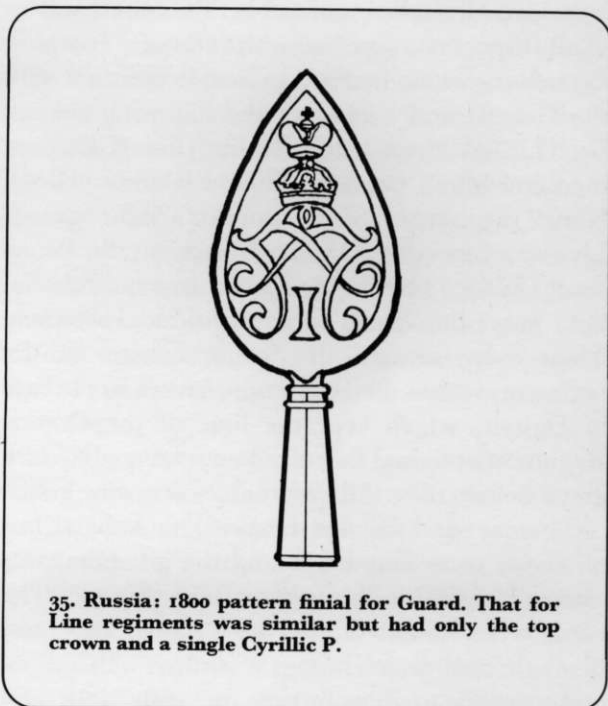 I
35. Russia: 1800 pattern finial for Guard. That for
Line regiments was similar but had only the top
crown and a single Cyrillic P.